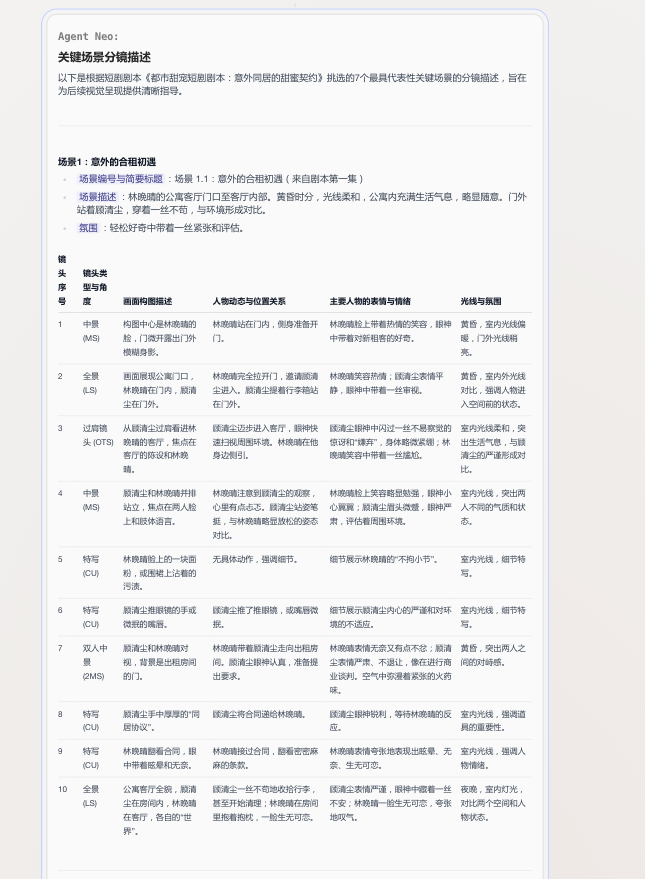 Agent Neo:
关键场景分镜描述
以下是根据短剧剧本《都市甜宠短剧剧本：意外同居的甜蜜契约》挑选的7个最具代表性关键场景的分镜描述，旨在
为后续视觉呈现提供清晰指导。
场景1：意外的合租初遇
场景编号与简要标题：场景 1.1：意外的合租初遇（来自剧本第一集）
场景描述：林晚晴的公寓客厅门口至客厅内部。黄昏时分，光线柔和，公寓内充满生活气息，略显随意。门外
站着顾清尘，穿着一丝不苟，与环境形成对比。
氛围：轻松好奇中带着一丝紧张和评估。
镜
头
序
号
镜头类
型与角
度
画面构图描述
人物动态与位置关系
主要人物的表情与情绪
光线与氛围
1
中景
(MS)
构图中心是林晚晴的
脸，门微开露出门外
模糊身影。
林晚晴站在门内，侧身准备开
门。
林晚晴脸上带着热情的笑容，眼神
中带着对新租客的好奇。
黄昏，室内光线偏
暖，门外光线稍
亮。
2
全景
(LS)
画面展现公寓门口，
林晚晴在门内，顾清
尘在门外。
林晚晴完全拉开门，邀请顾清
尘进入。顾清尘提着行李箱站
在门外。
林晚晴笑容热情；顾清尘表情平
静，眼神中带着一丝审视。
黄昏，室内外光线
对比，强调人物进
入空间前的状态。
3
过肩镜
头 (OTS)
从顾清尘过肩看进林
晚晴的客厅，焦点在
客厅的陈设和林晚
晴。
顾清尘迈步进入客厅，眼神快
速扫视周围环境。林晚晴在他
身边侧引。
顾清尘眼神中闪过一丝不易察觉的
惊讶和“嫌弃”，身体略微紧绷；林
晚晴笑容中带着一丝尴尬。
室内光线柔和，突
出生活气息，与顾
清尘的严谨形成对
比。
4
中景
(MS)
顾清尘和林晚晴并排
站立，焦点在两人脸
上和肢体语言。
林晚晴注意到顾清尘的观察，
心里有点忐忑。顾清尘站姿笔
挺，与林晚晴略显放松的姿态
对比。
林晚晴脸上笑容略显勉强，眼神小
心翼翼；顾清尘眉头微蹙，眼神严
肃，评估着周围环境。
室内光线，突出两
人不同的气质和状
态。
5
特写
(CU)
林晚晴脸上的一块面
粉，或围裙上沾着的
污渍。
无具体动作，强调细节。
细节展示林晚晴的“不拘小节”。
室内光线，细节特
写。
6
特写
(CU)
顾清尘推眼镜的手或
微抿的嘴唇。
顾清尘推了推眼镜，或嘴唇微
抿。
细节展示顾清尘内心的严谨和对环
境的不适应。
室内光线，细节特
写。
7
双人中
景
(2MS)
顾清尘和林晚晴对
视，背景是出租房间
的门。
林晚晴带着顾清尘走向出租房
间。顾清尘眼神认真，准备提
出要求。
林晚晴表情无奈又有点不忿；顾清
尘表情严肃、不退让，像在进行商
业谈判。空气中弥漫着紧张的火药
味。
黄昏，突出两人之
间的对峙感。
8
特写
(CU)
顾清尘手中厚厚的“同
居协议”。
顾清尘将合同递给林晚晴。
顾清尘眼神锐利，等待林晚晴的反
应。
室内光线，强调道
具的重要性。
9
特写
(CU)
林晚晴翻看合同，眼
中带着眩晕和无奈。
林晚晴接过合同，翻看密密麻
麻的条款。
林晚晴表情夸张地表现出眩晕、无
奈、生无可恋。
室内光线，强调人
物情绪。
10
全景
(LS)
公寓客厅全貌，顾清
尘在房间内，林晚晴
在客厅，各自的“世
界”。
顾清尘一丝不苟地收拾行李，
甚至开始清理；林晚晴在房间
里抱着抱枕，一脸生无可恋。
顾清尘表情严谨，眼神中藏着一丝
不安；林晚晴一脸生无可恋，夸张
地叹气。
夜晚，室内灯光，
对比两个空间和人
物状态。